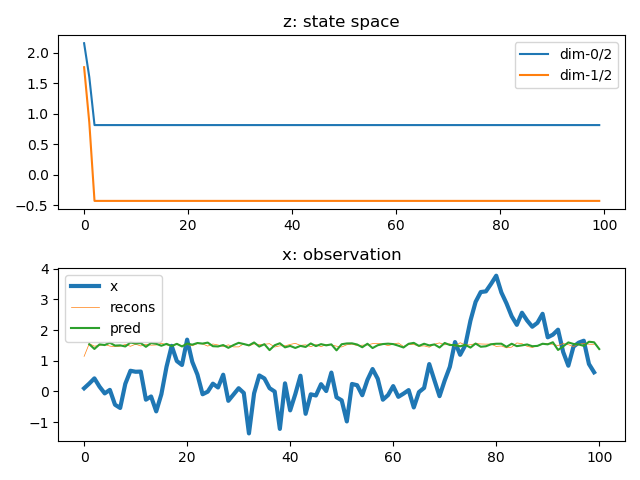 z: state space
2.0
1.5
1.0
0.5
0.0
−0.5
dim-0/2
dim-1/2
0 20 40 60 80 100
x: observation
4
3
2
1
0
−1
x
recons
pred
0 20 40 60 80 100